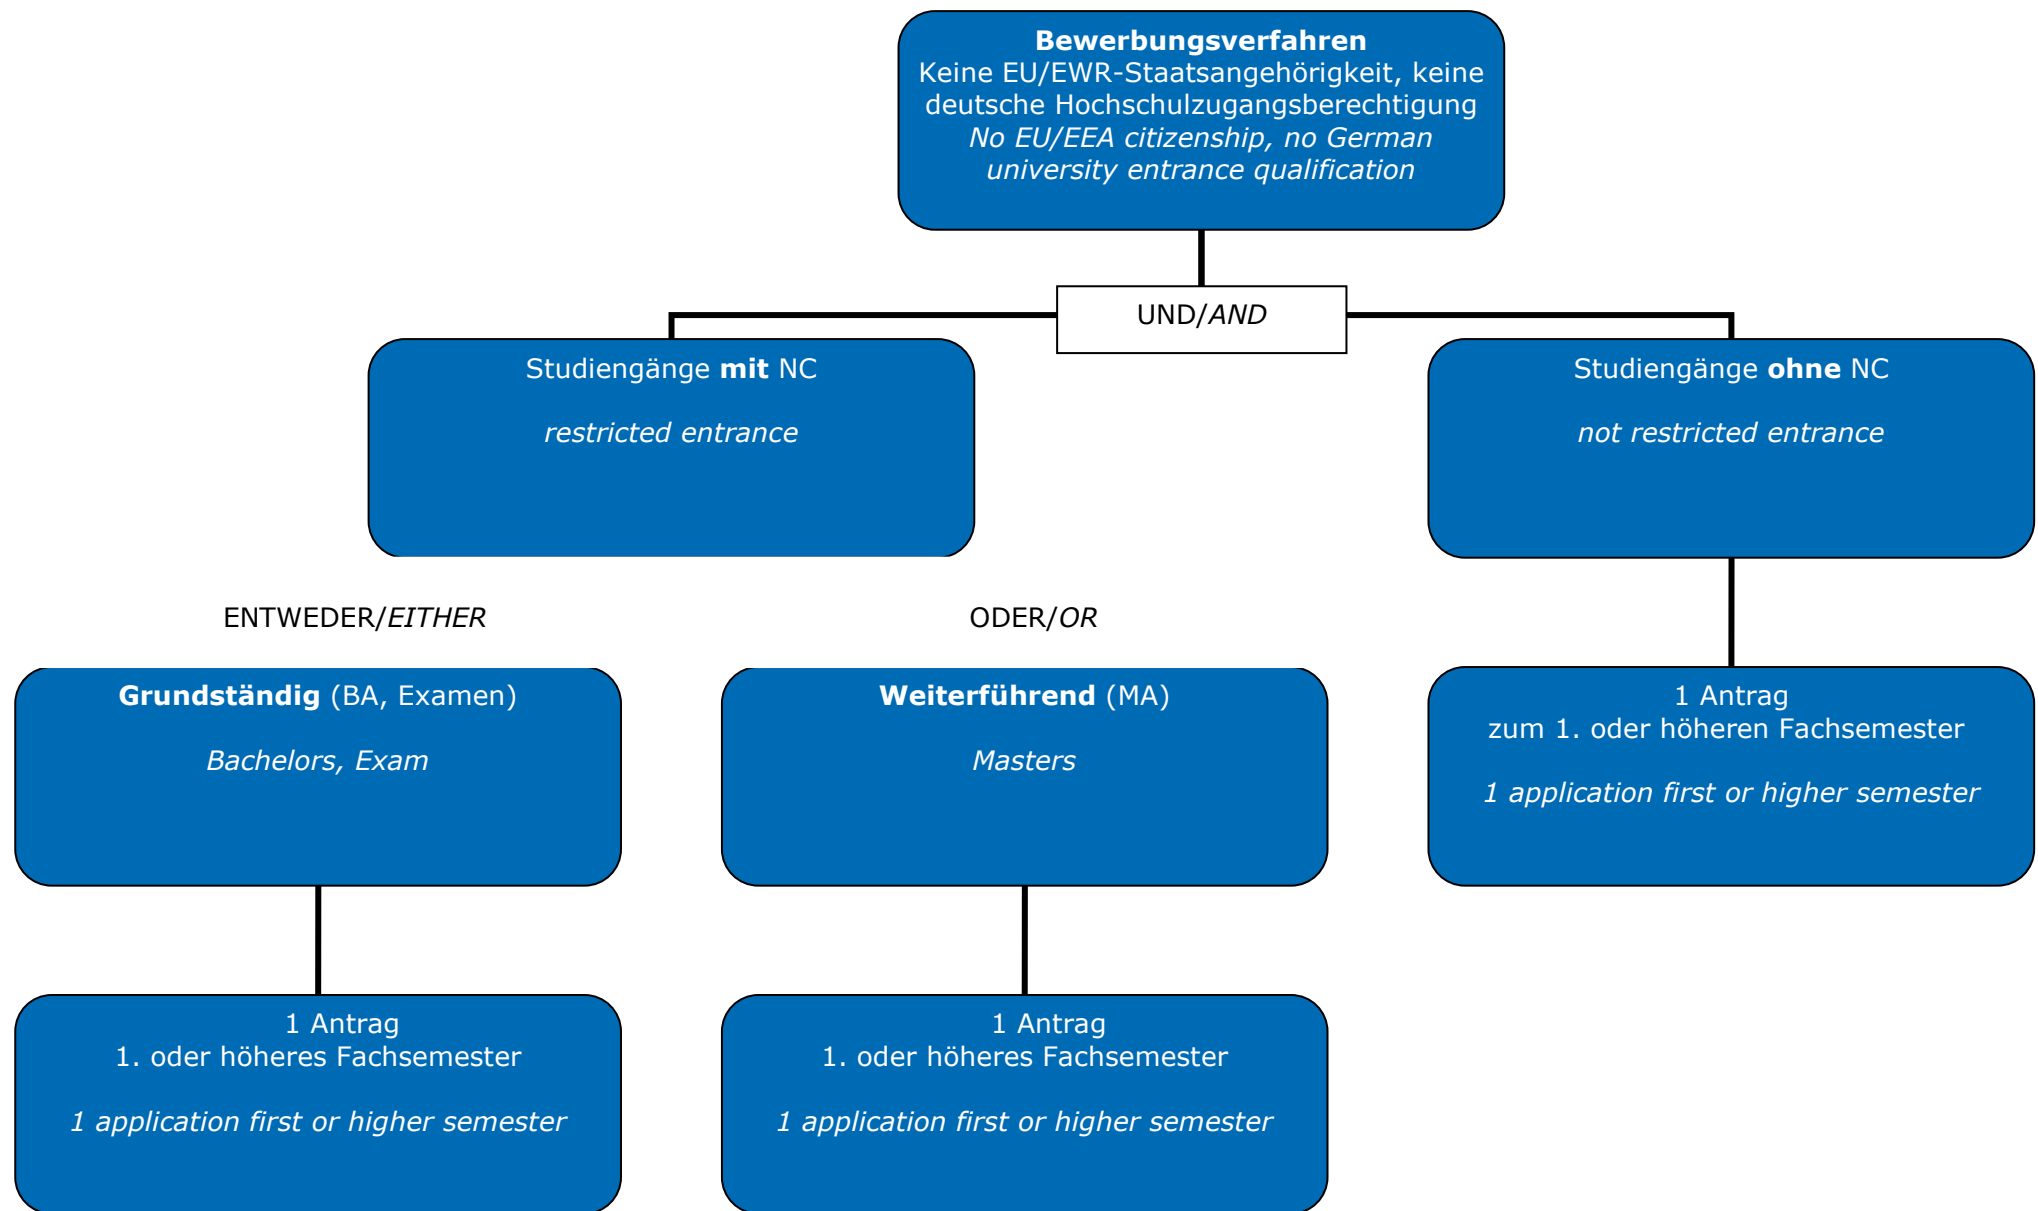 Bewerbungsverfahren
Keine EU/EWR-Staatsangehörigkeit, keine
deutsche Hochschulzugangsberechtigung
No EU/EEA citizenship, no German
university entrance qualification
UND/AND
Studiengänge mit NC
restricted entrance
Studiengänge ohne NC
not restricted entrance
ENTWEDER/EITHER
ODER/OR
Grundständig (BA, Examen)
Bachelors, Exam
Weiterführend (MA)
Masters
1 Antrag
zum 1. oder höheren Fachsemester
1 application first or higher semester
1 Antrag
1. oder höheres Fachsemester
1 application first or higher semester
1 Antrag
1. oder höheres Fachsemester
1 application first or higher semester